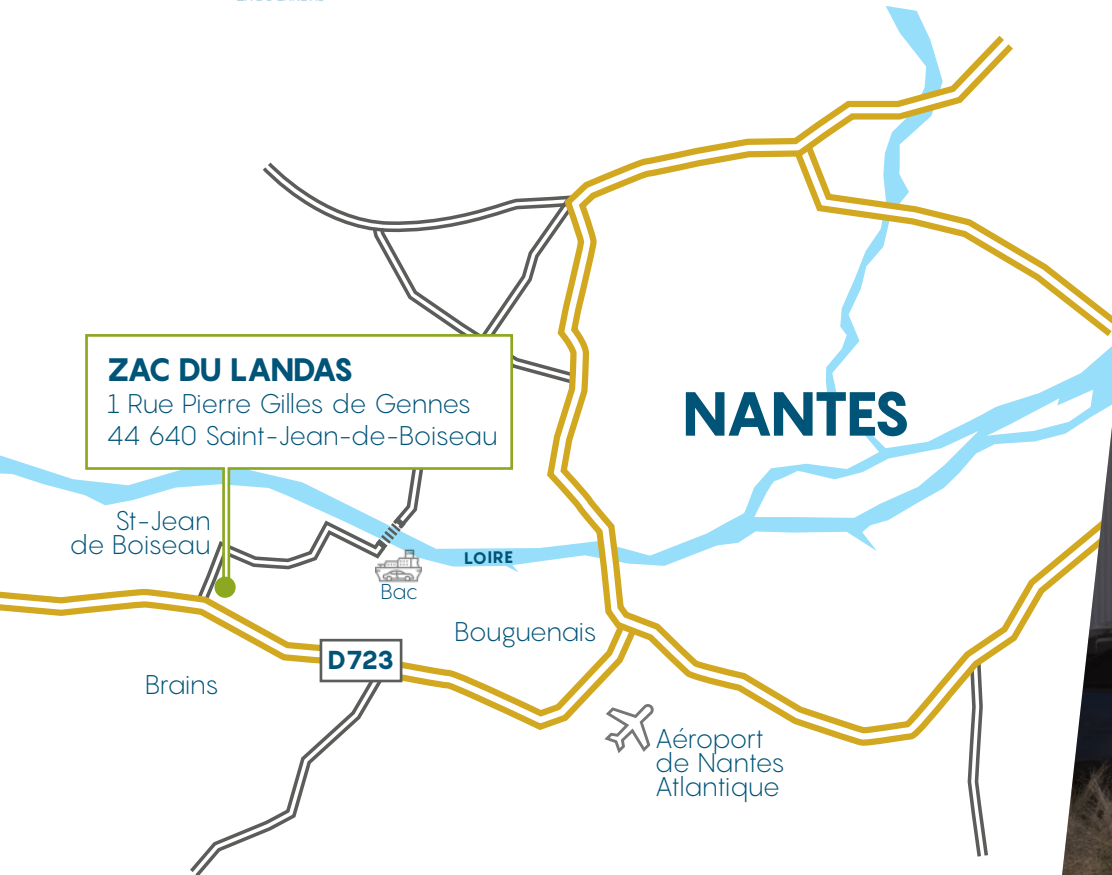 ZAC DU LANDAS
1 Rue Pierre Gilles de Gennes
44 640 Saint-Jean-de-Boiseau
NANTES
St-Jean
de Boiseau
LOIRE
Bac
Bouguenais
D723
Brains
Aéroport
de Nantes
Atlantique